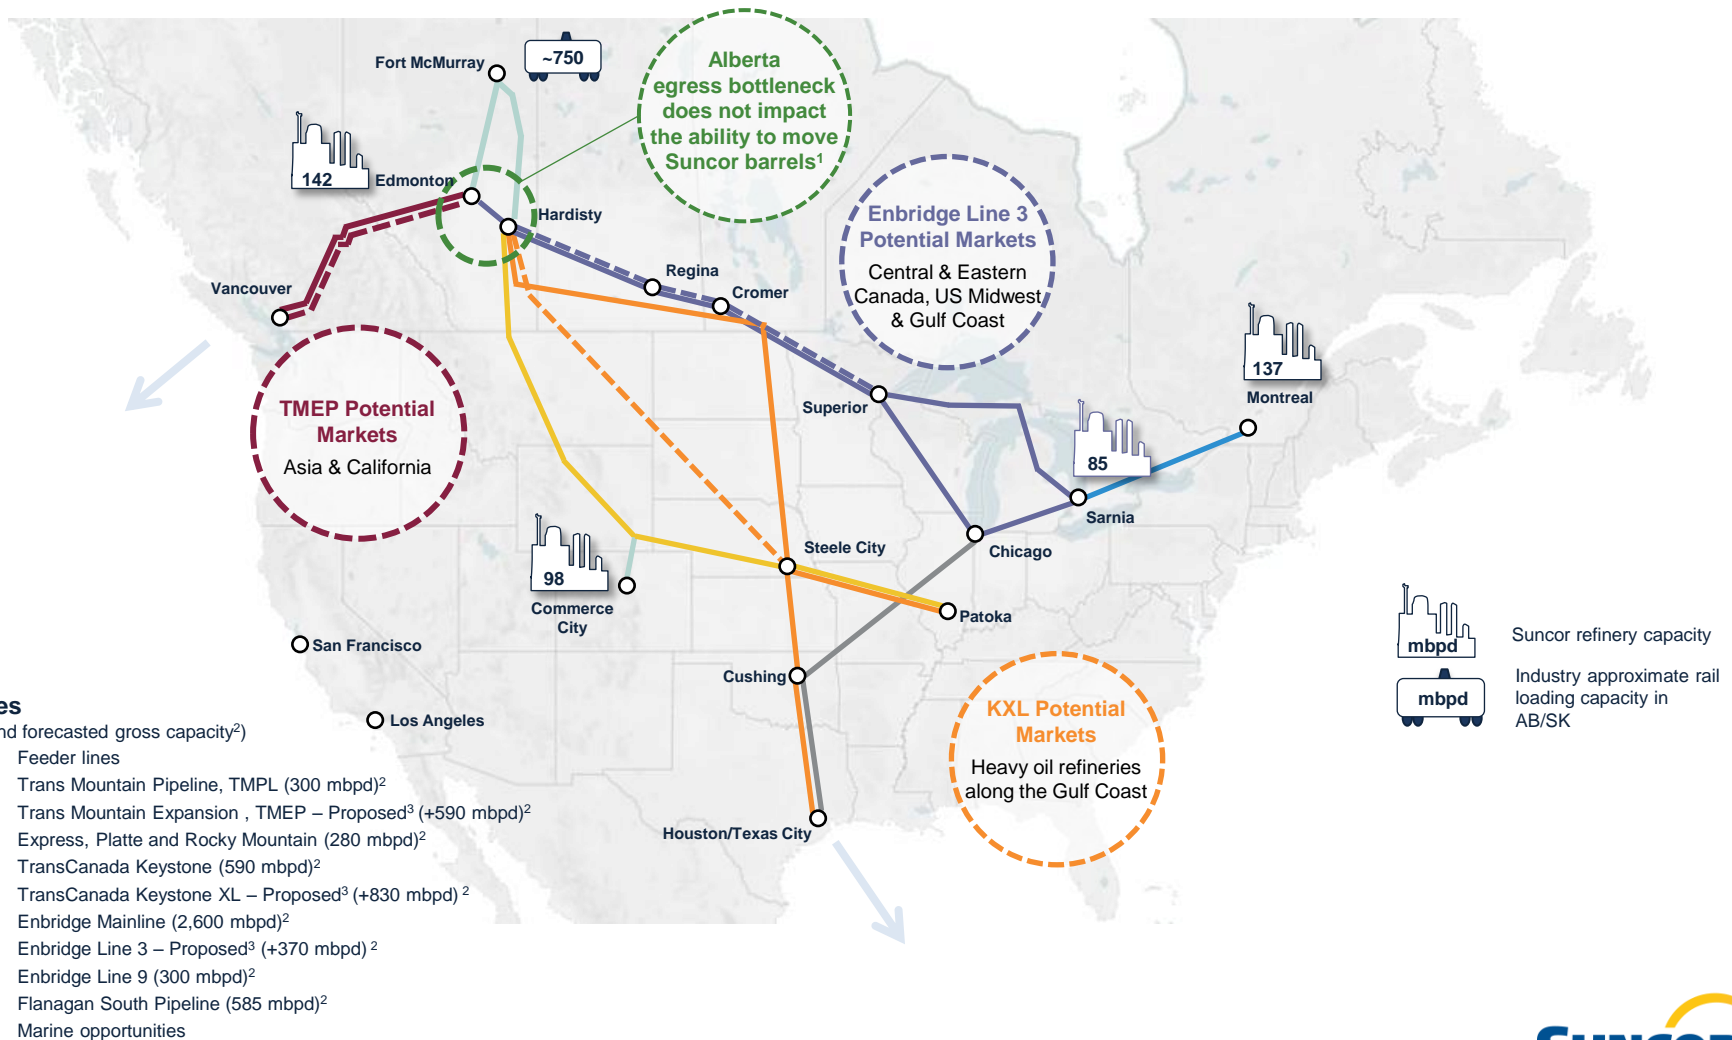 Fort McMurray
~750
Alberta
egress bottleneck
does not impact
the ability to move
Suncor barrels¹
142
Edmonton
Hardisty
Enbridge Line 3
Potential Markets
Central & Eastern
Canada, US Midwest
& Gulf Coast
Regina
Cromer
Vancouver
137
Montreal
TMEP Potential
Markets
Asia & California
Superior
85
Sarnia
Chicago
Steele City
98
Commerce
City
Patoka
San Francisco
Cushing
Los Angeles
KXL Potential
Markets
Heavy oil refineries
along the Gulf Coast
Houston/Texas City
mbpd
Suncor refinery capacity
mbpd
Industry approximate rail
loading capacity in
AB/SK
es
nd forecasted gross capacity²)
Feeder lines
Trans Mountain Pipeline, TMPL (300 mbpd)²
Trans Mountain Expansion , TMEP – Proposed³ (+590 mbpd)²
Express, Platte and Rocky Mountain (280 mbpd)²
TransCanada Keystone (590 mbpd)²
TransCanada Keystone XL – Proposed³ (+830 mbpd) ²
Enbridge Mainline (2,600 mbpd)²
Enbridge Line 3 – Proposed³ (+370 mbpd) ²
Enbridge Line 9 (300 mbpd)²
Flanagan South Pipeline (585 mbpd)²
Marine opportunities